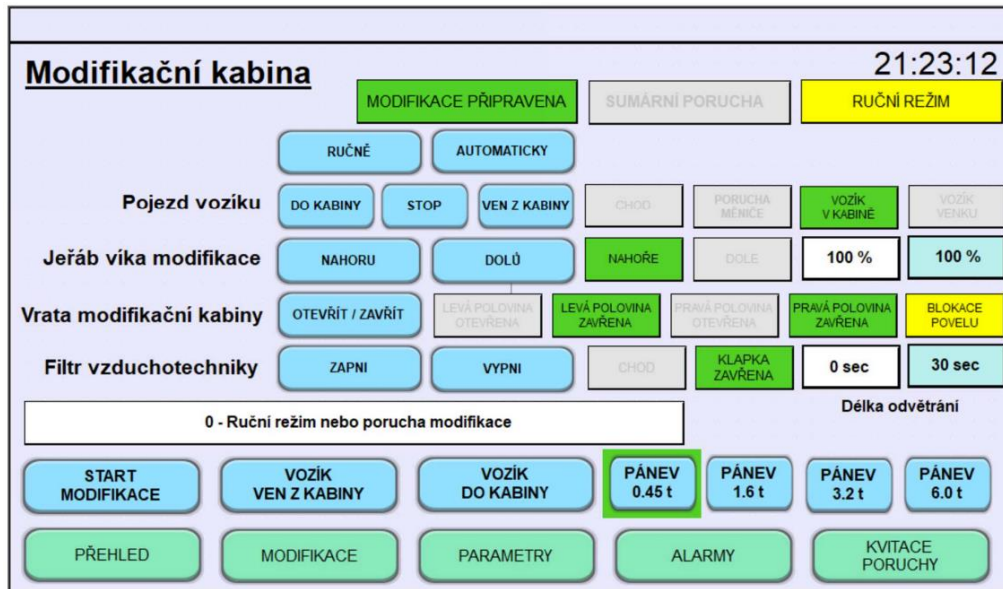 21:23:12
Modifikační kabina
MODIFIKACE PŘIPRAVENA
SUMÁRNÍ PORUCHA
RUČNÍ REŽIM
RUČNĚ
AUTOMATICKY
Pojezd vozíku
DO KABINY
STOP
VEN Z KABINY
CHOD
PORUCHA
MĚNIČE
VOZÍK
V KABINĚ
VOZÍK
VENKU
Jeřáb víka modifikace
NAHORU
DOLŮ
NAHOŘE
DOLE
100 %
100 %
Vrata modifikační kabiny
OTEVŘÍT / ZAVŘÍT
LEVÁ POLOVINA
OTEVŘENA
LEVÁ POLOVINA
ZAVŘENA
PRAVÁ POLOVINA
OTEVŘENA
PRAVÁ POLOVINA
ZAVŘENA
BLOKACE
POVELU
Filtr vzduchotechniky
ZAPNI
VYPNI
CHOD
KLAPKA
ZAVŘENA
0 sec
30 sec
Délka odvětrání
0 - Ruční režim nebo porucha modifikace
START
MODIFIKACE
VOZÍK
VEN Z KABINY
VOZÍK
DO KABINY
PÁNEV
0.45 t
PÁNEV
1.6 t
PÁNEV
3.2 t
PÁNEV
6.0 t
PŘEHLED
MODIFIKACE
PARAMETRY
ALARMY
KVITACE
PORUCHY